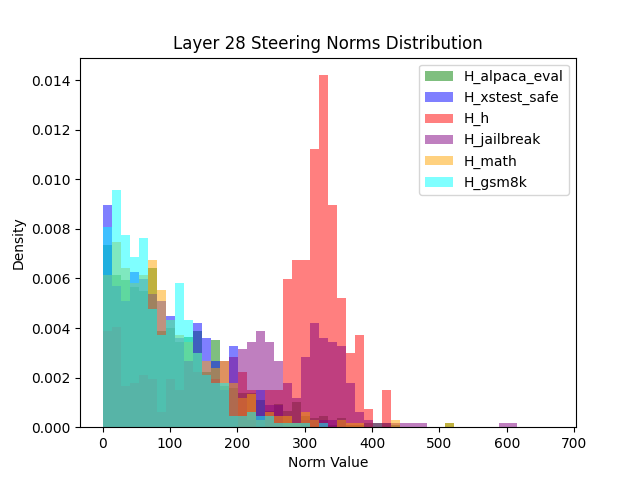 Layer 28 Steering Norms Distribution
H_alpaca_eval
H_xstest_safe
H_h
H_jailbreak
H_math
H_gsm8k
0.014
0.012
0.010
0.008
0.006
0.004
0.002
0.000
Density
0 100 200 300 400 500 600 700
Norm Value